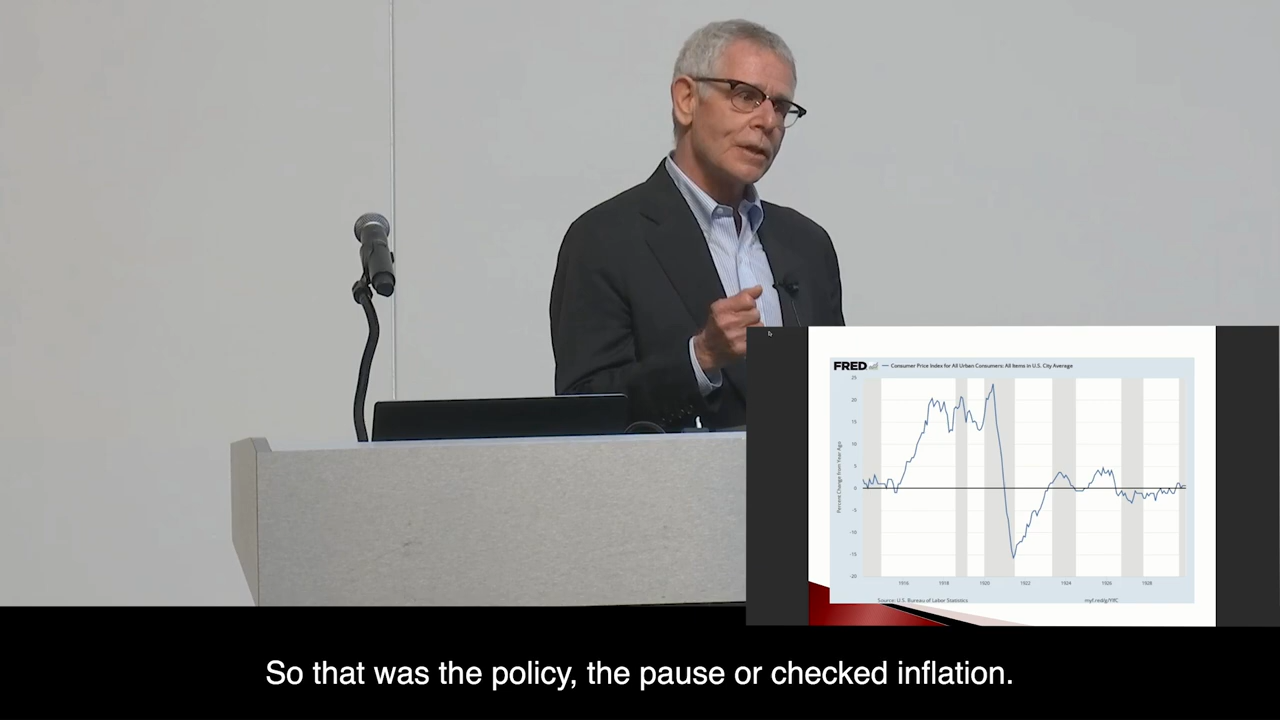 FRED — Consumer Price Index for All Urban Consumers: All Items in U.S. City Average
25
20
15
10
5
0
-5
-10
-15
-20
Percent Change from Year Ago
1916 1918 1920 1922 1924 1926 1928
Source: U.S. Bureau of Labor Statistics
So that was the policy, the pause or checked inflation.